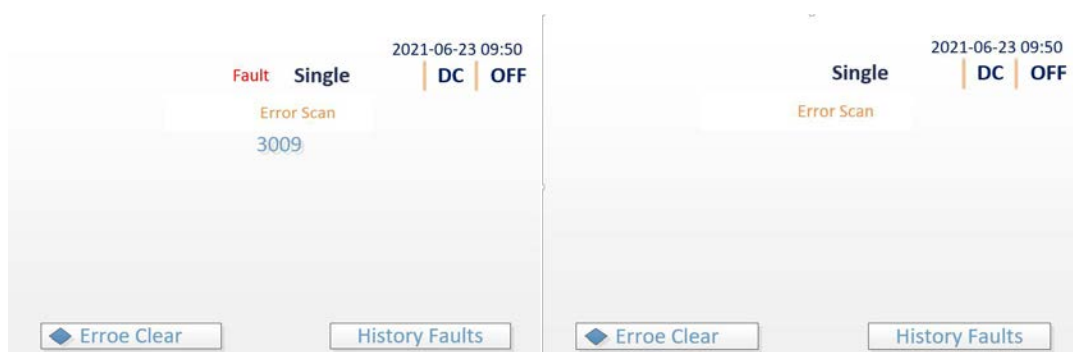 2021-06-23 09:50
Fault Single DC OFF
Error Scan
3009
Erroe Clear History Faults
2021-06-23 09:50
Single DC OFF
Error Scan
Erroe Clear History Faults